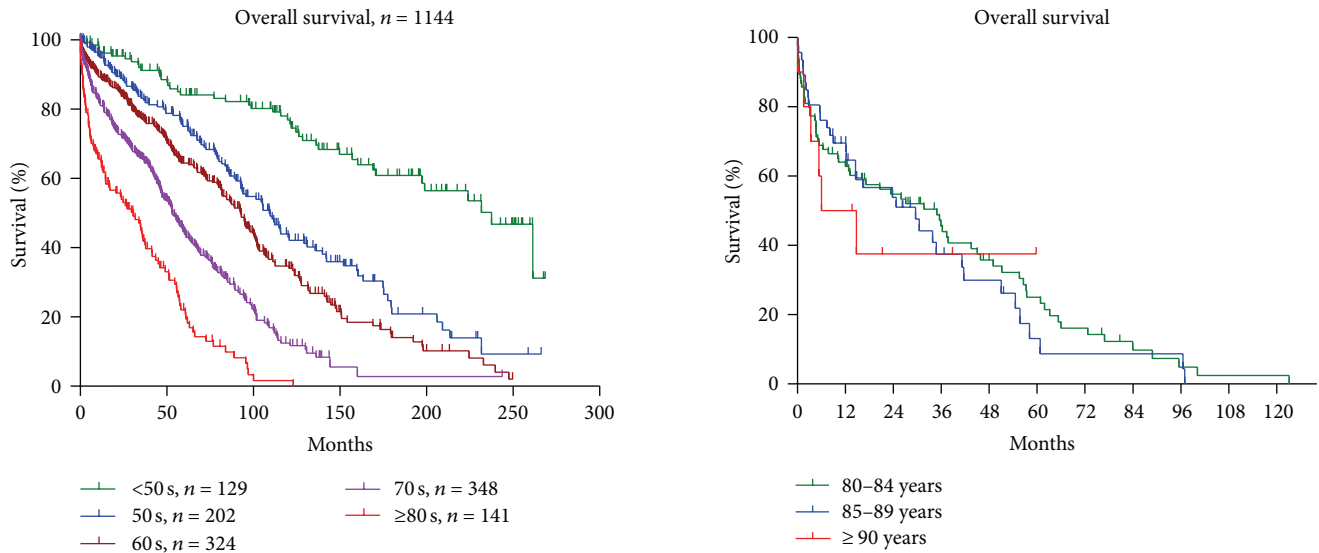 Overall survival, n = 1144
Survival (%)
100
80
60
40
20
0
0 50 100 150 200 250 300
Months
<50 s, n = 129
50 s, n = 202
60 s, n = 324
70 s, n = 348
≥80 s, n = 141
Overall survival
Survival (%)
100
80
60
40
20
0
0 12 24 36 48 60 72 84 96 108 120
Months
80–84 years
85–89 years
≥ 90 years